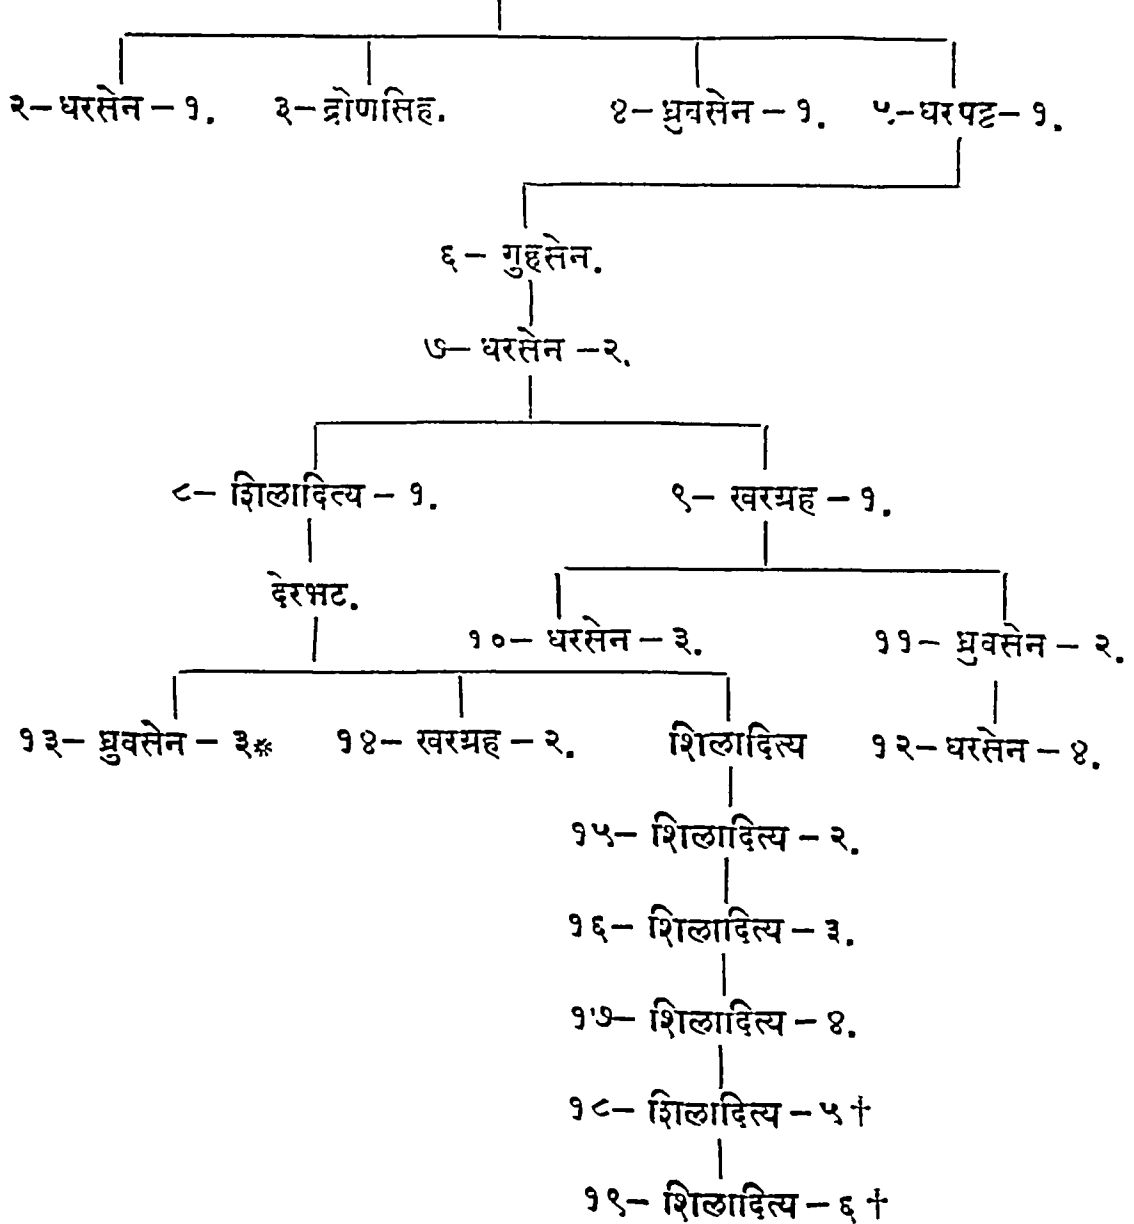 २-धरसेन - १. ३-द्रोणसिंह. ४-ध्रुवसेन - १. ५-धरपट्ट- १.
६- गुहसेन.
७- धरसेन -२.
८- शिलादित्य - १. ९- खरग्रह - १.
देरभट.
१०- धरसेन - ३. ११- ध्रुवसेन - २.
१३- ध्रुवसेन - ३* १४- खरग्रह - २. शिलादित्य १२-धरसेन - ४.
१५- शिलादित्य - २.
१६- शिलादित्य - ३.
१७- शिलादित्य - ४.
१८- शिलादित्य - ५†
१९- शिलादित्य - ६†